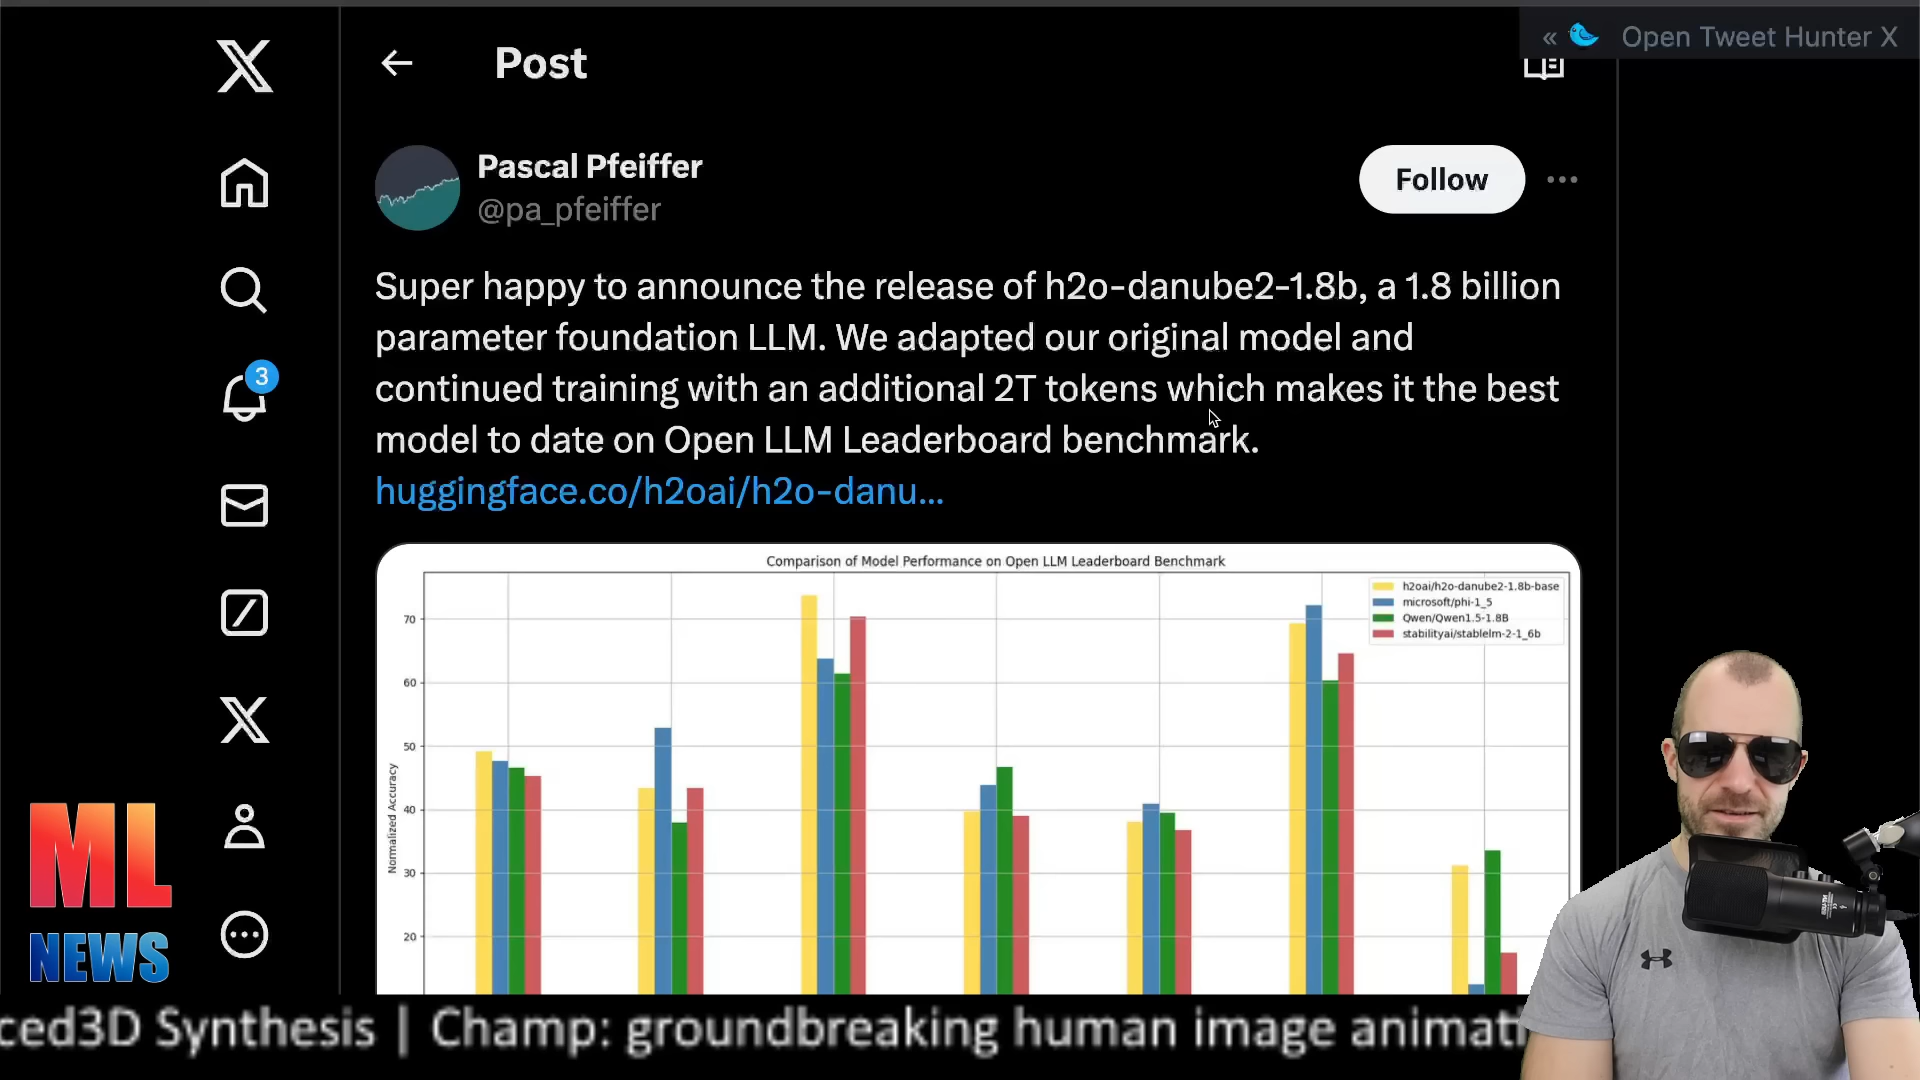 « Open Tweet Hunter X
Post
Pascal Pfeiffer
@pa_pfeiffer
Follow
Super happy to announce the release of h2o-danube2-1.8b, a 1.8 billion
parameter foundation LLM. We adapted our original model and
continued training with an additional 2T tokens which makes it the best
model to date on Open LLM Leaderboard benchmark.
huggingface.co/h2oai/h2o-danu...
3
Comparison of Model Performance on Open LLM Leaderboard Benchmark
h2oai/h2o-danube2-1.8b-base
microsoft/phi-1_5
Qwen/Qwen1.5-1.8B
stabilityai/stablelm-2-1_6b
70
60
50
40
30
20
Normalized Accuracy
ML
NEWS
ced3D Synthesis | Champ: groundbreaking human image animati